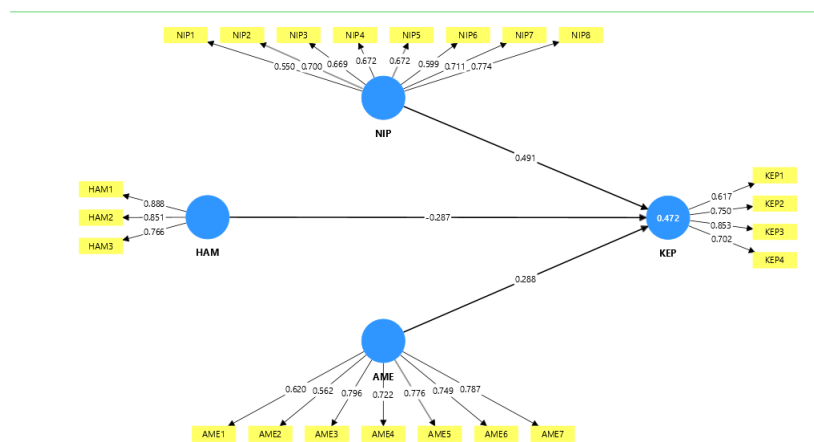 NIP1 NIP2 NIP3 NIP4 NIP5 NIP6 NIP7 NIP8
0.550 0.700 0.669 0.672 0.672 0.599 0.711 0.774
NIP
0.491
HAM1
HAM2
HAM3
0.888
0.851
0.766
HAM
-0.287
0.472
KEP
0.617
0.750
0.853
0.702
KEP1
KEP2
KEP3
KEP4
0.288
AME
0.620 0.562 0.796 0.722 0.776 0.749 0.787
AME1 AME2 AME3 AME4 AME5 AME6 AME7